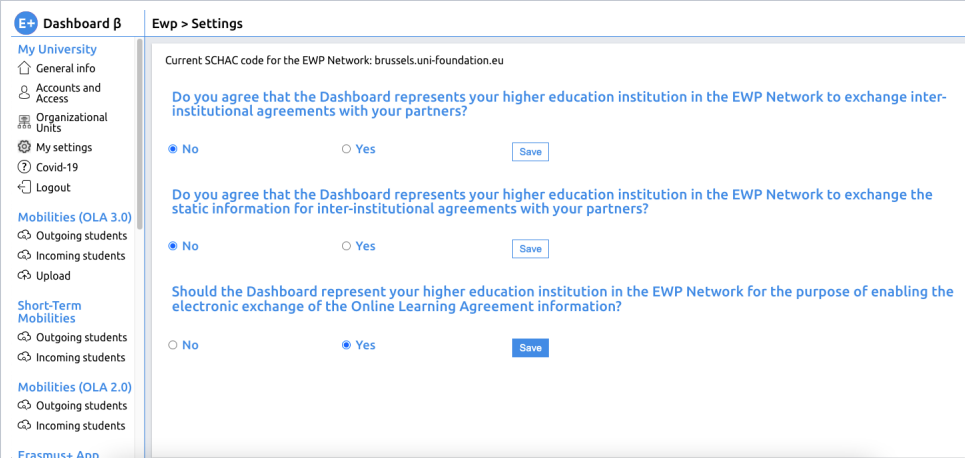 E+ Dashboard β
Ewp > Settings
My University
General info
Accounts and
Access
Organizational
Units
My settings
Covid-19
Logout
Mobilities (OLA 3.0)
Outgoing students
Incoming students
Upload
Short-Term
Mobilities
Outgoing students
Incoming students
Mobilities (OLA 2.0)
Outgoing students
Incoming students
Erasmus+ App
Current SCHAC code for the EWP Network: brussels.uni-foundation.eu
Do you agree that the Dashboard represents your higher education institution in the EWP Network to exchange inter-
institutional agreements with your partners?
No Yes Save
Do you agree that the Dashboard represents your higher education institution in the EWP Network to exchange the
static information for inter-institutional agreements with your partners?
No Yes Save
Should the Dashboard represent your higher education institution in the EWP Network for the purpose of enabling the
electronic exchange of the Online Learning Agreement information?
No Yes Save